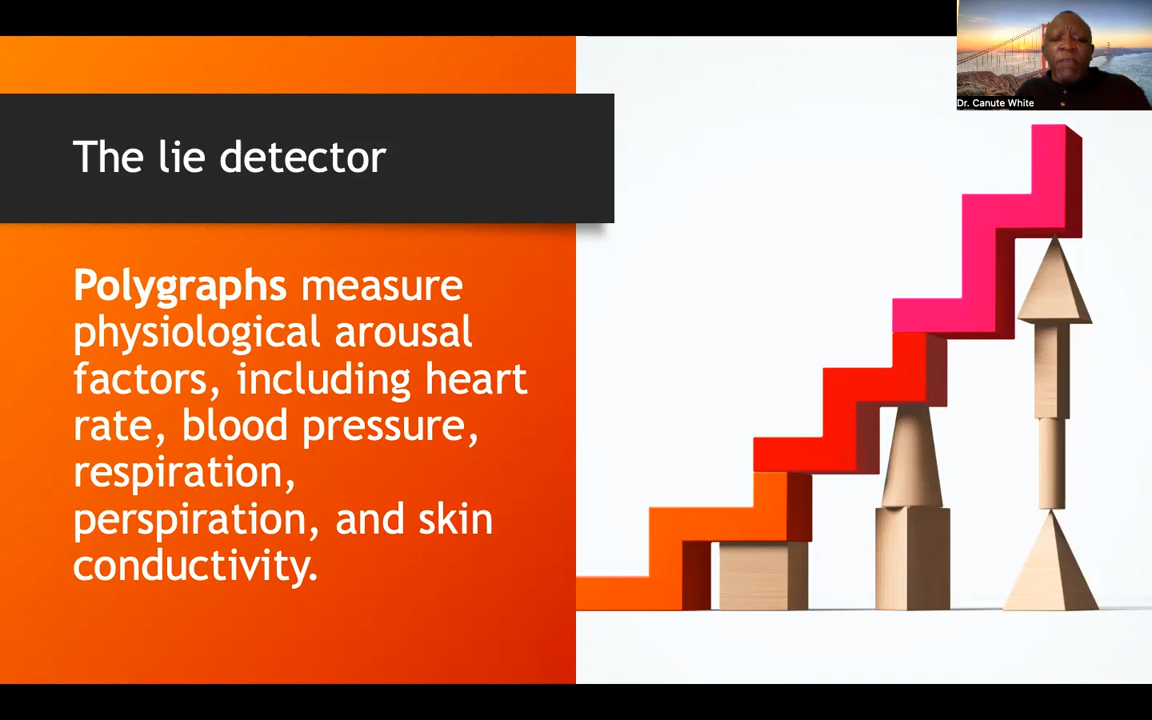 Dr. Canute White
The lie detector
Polygraphs measure
physiological arousal
factors, including heart
rate, blood pressure,
respiration,
perspiration, and skin
conductivity.